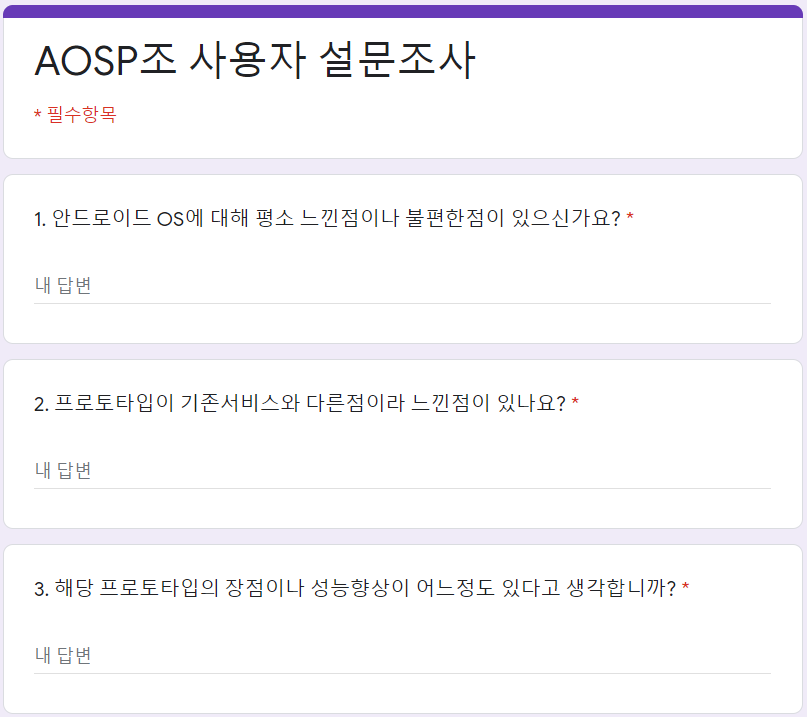 AOSP조 사용자 설문조사
* 필수항목
1. 안드로이드 OS에 대해 평소 느낀점이나 불편한점이 있으신가요? *
내 답변
2. 프로토타입이 기존서비스와 다른점이라 느낀점이 있나요? *
내 답변
3. 해당 프로토타입의 장점이나 성능향상이 어느정도 있다고 생각합니까? *
내 답변